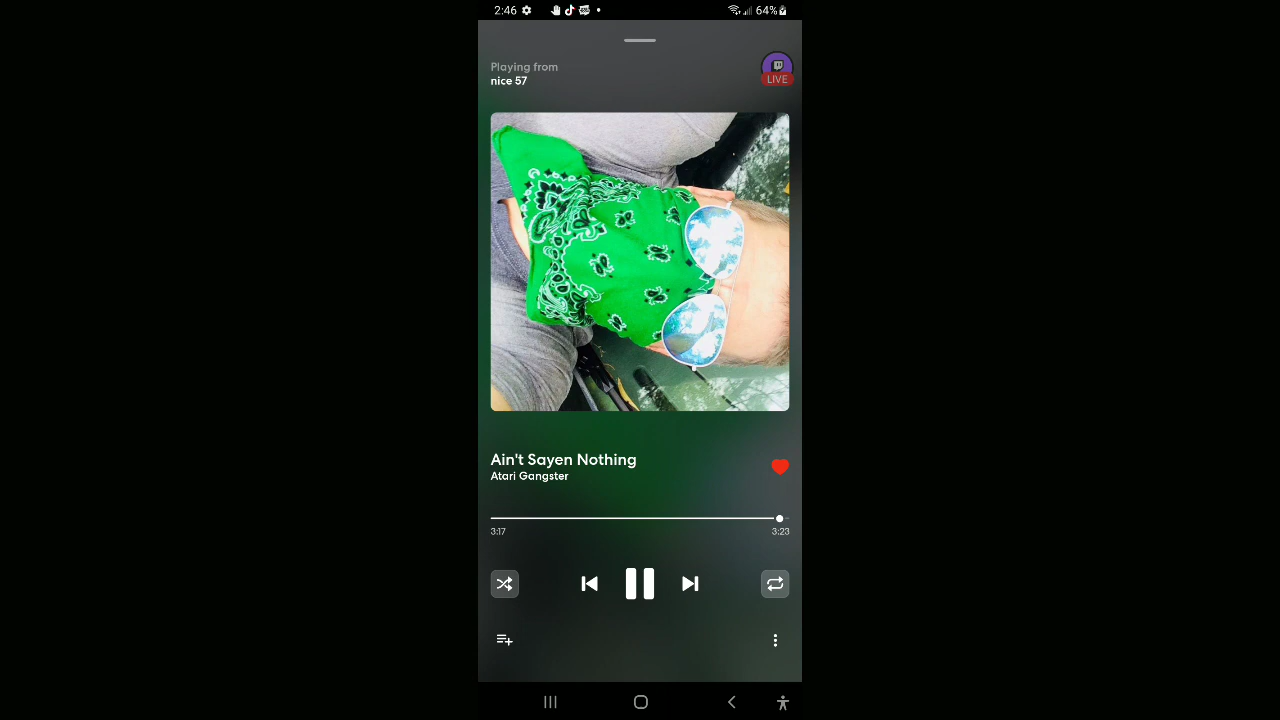 2:46
64%
Playing from
nice 57
LIVE
Ain't Sayen Nothing
Atari Gangster
3:17
3:23